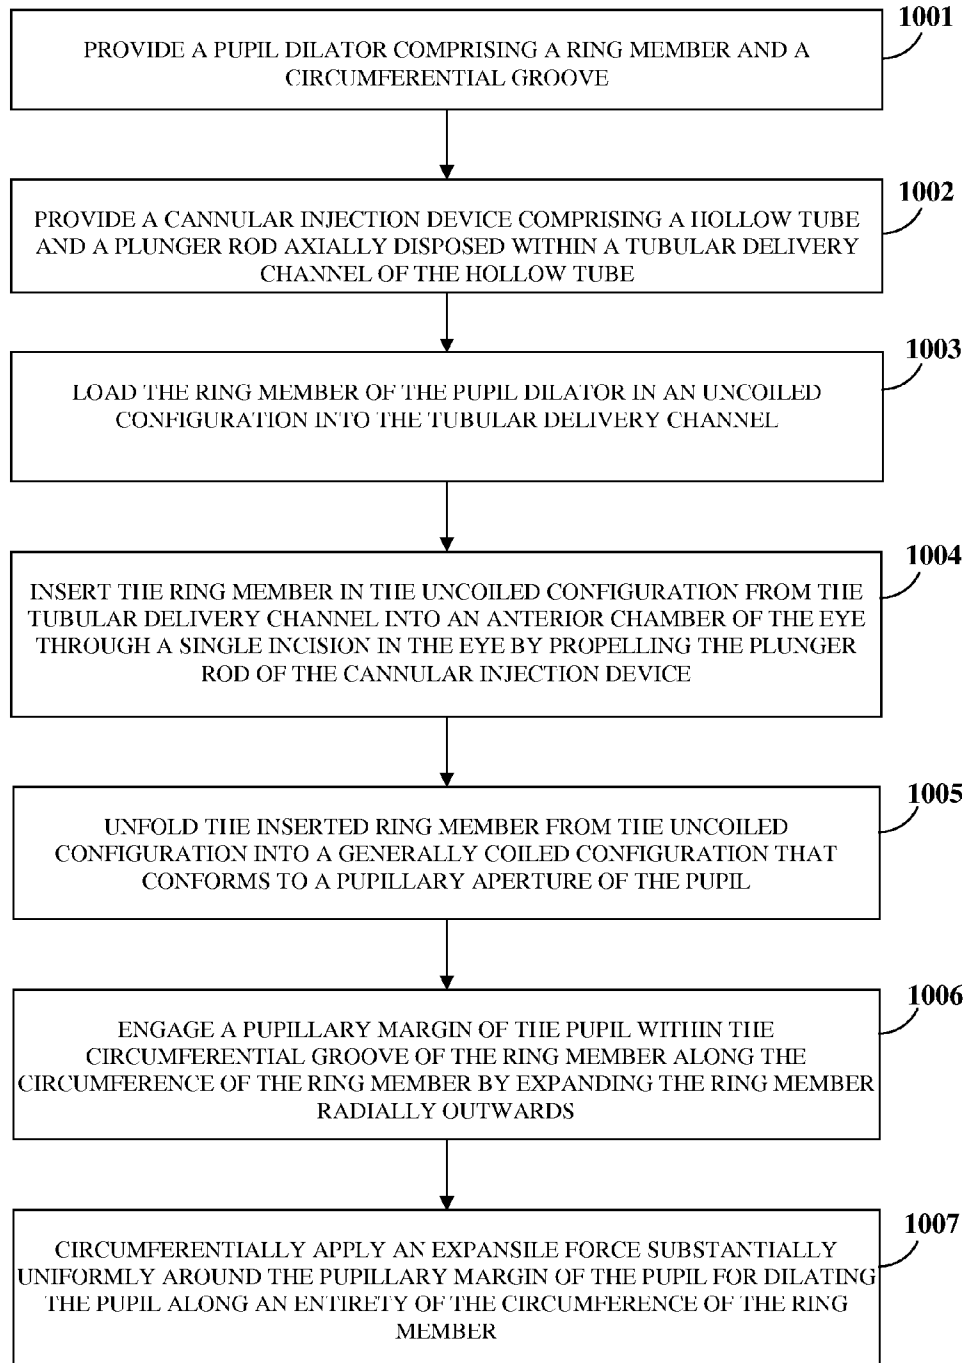 1001
PROVIDE A PUPIL DILATOR COMPRISING A RING MEMBER AND A
CIRCUMFERENTIAL GROOVE
1002
PROVIDE A CANNULAR INJECTION DEVICE COMPRISING A HOLLOW TUBE
AND A PLUNGER ROD AXIALLY DISPOSED WITHIN A TUBULAR DELIVERY
CHANNEL OF THE HOLLOW TUBE
1003
LOAD THE RING MEMBER OF THE PUPIL DILATOR IN AN UNCOILED
CONFIGURATION INTO THE TUBULAR DELIVERY CHANNEL
1004
INSERT THE RING MEMBER IN THE UNCOILED CONFIGURATION FROM THE
TUBULAR DELIVERY CHANNEL INTO AN ANTERIOR CHAMBER OF THE EYE
THROUGH A SINGLE INCISION IN THE EYE BY PROPELLING THE PLUNGER
ROD OF THE CANNULAR INJECTION DEVICE
1005
UNFOLD THE INSERTED RING MEMBER FROM THE UNCOILED
CONFIGURATION INTO A GENERALLY COILED CONFIGURATION THAT
CONFORMS TO A PUPILLARY APERTURE OF THE PUPIL
1006
ENGAGE A PUPILLARY MARGIN OF THE PUPIL WITHIN THE
CIRCUMFERENTIAL GROOVE OF THE RING MEMBER ALONG THE
CIRCUMFERENCE OF THE RING MEMBER BY EXPANDING THE RING MEMBER
RADIALLY OUTWARDS
1007
CIRCUMFERENTIALLY APPLY AN EXPANSILE FORCE SUBSTANTIALLY
UNIFORMLY AROUND THE PUPILLARY MARGIN OF THE PUPIL FOR DILATING
THE PUPIL ALONG AN ENTIRETY OF THE CIRCUMFERENCE OF THE RING
MEMBER